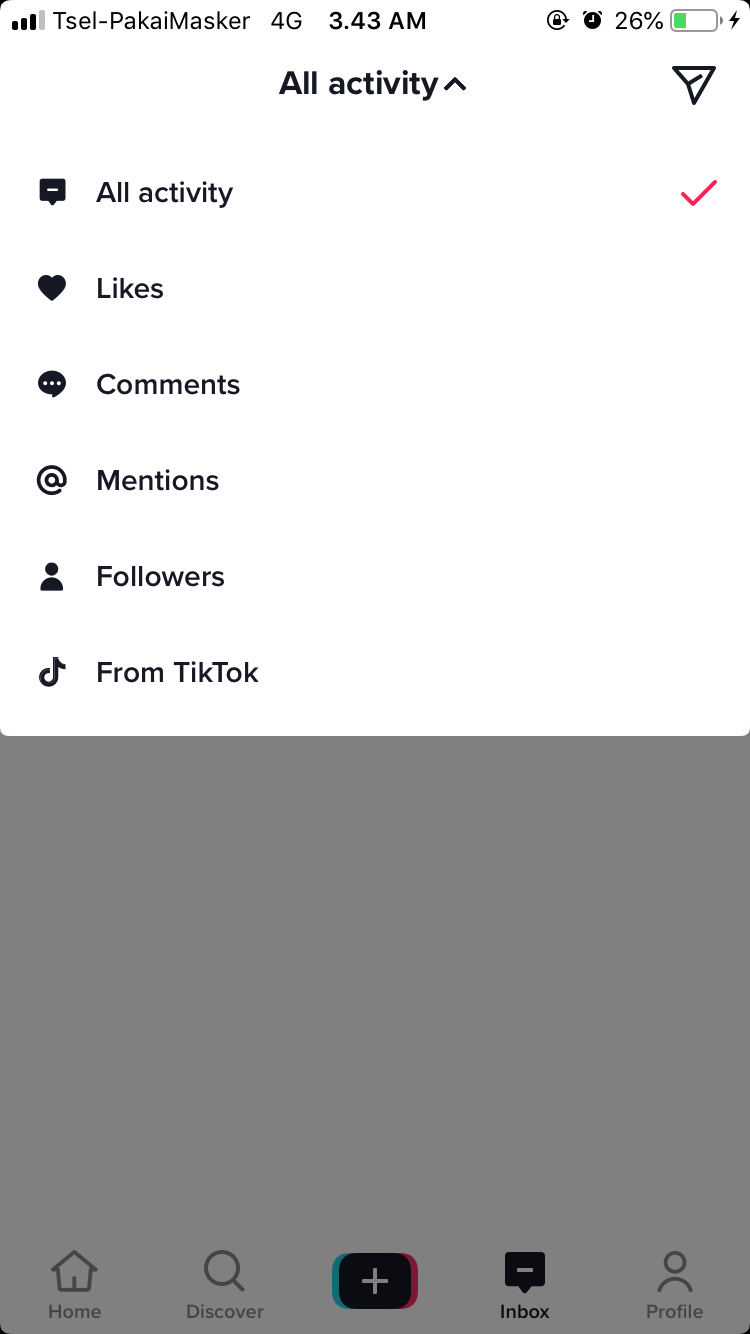 Tsel-PakaiMasker 4G 3.43 AM 26%
All activity
All activity
Likes
Comments
Mentions
Followers
From TikTok
Home Discover Inbox Profile